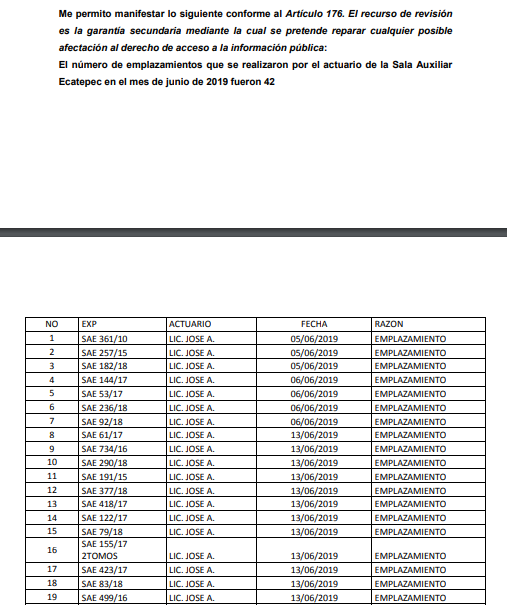 Me permito manifestar lo siguiente conforme al Artículo 176. El recurso de revisión
es la garantía secundaria mediante la cual se pretende reparar cualquier posible
afectación al derecho de acceso a la información pública:
El número de emplazamientos que se realizaron por el actuario de la Sala Auxiliar
Ecatepec en el mes de junio de 2019 fueron 42
NO EXP ACTUARIO FECHA RAZON
1 SAE 361/10 LIC. JOSE A. 05/06/2019 EMPLAZAMIENTO
2 SAE 257/15 LIC. JOSE A. 05/06/2019 EMPLAZAMIENTO
3 SAE 182/18 LIC. JOSE A. 05/06/2019 EMPLAZAMIENTO
4 SAE 144/17 LIC. JOSE A. 05/06/2019 EMPLAZAMIENTO
5 SAE 53/17 LIC. JOSE A. 06/06/2019 EMPLAZAMIENTO
6 SAE 236/18 LIC. JOSE A. 06/06/2019 EMPLAZAMIENTO
7 SAE 92/18 LIC. JOSE A. 06/06/2019 EMPLAZAMIENTO
8 SAE 61/17 LIC. JOSE A. 13/06/2019 EMPLAZAMIENTO
9 SAE 734/16 LIC. JOSE A. 13/06/2019 EMPLAZAMIENTO
10 SAE 290/18 LIC. JOSE A. 13/06/2019 EMPLAZAMIENTO
11 SAE 191/15 LIC. JOSE A. 13/06/2019 EMPLAZAMIENTO
12 SAE 377/18 LIC. JOSE A. 13/06/2019 EMPLAZAMIENTO
13 SAE 418/17 LIC. JOSE A. 13/06/2019 EMPLAZAMIENTO
14 SAE 122/17 LIC. JOSE A. 13/06/2019 EMPLAZAMIENTO
15 SAE 79/18 LIC. JOSE A. 13/06/2019 EMPLAZAMIENTO
16 SAE 155/17
2TOMOS LIC. JOSE A. 13/06/2019 EMPLAZAMIENTO
17 SAE 423/17 LIC. JOSE A. 13/06/2019 EMPLAZAMIENTO
18 SAE 83/18 LIC. JOSE A. 13/06/2019 EMPLAZAMIENTO
19 SAE 499/16 LIC. JOSE A. 13/06/2019 EMPLAZAMIENTO